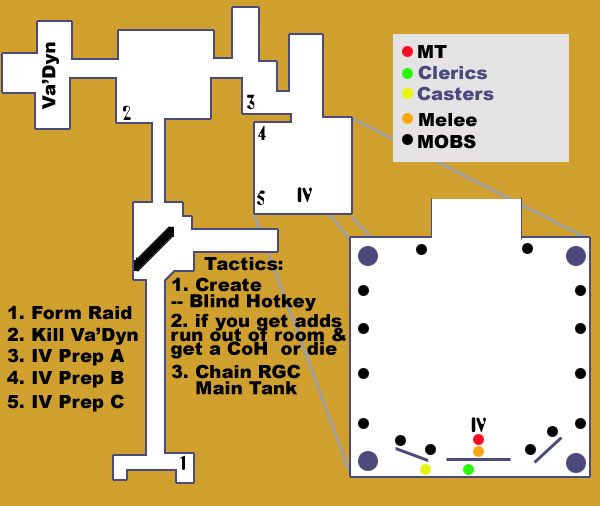 Va'Dyn
2
3
4
5
IV
MT
Clerics
Casters
Melee
MOBS
Tactics:
1. Create
-- Blind Hotkey
2. if you get adds
run out of room &
get a CoH or die
3. Chain RGC
Main Tank
1. Form Raid
2. Kill Va'Dyn
3. IV Prep A
4. IV Prep B
5. IV Prep C
1
IV